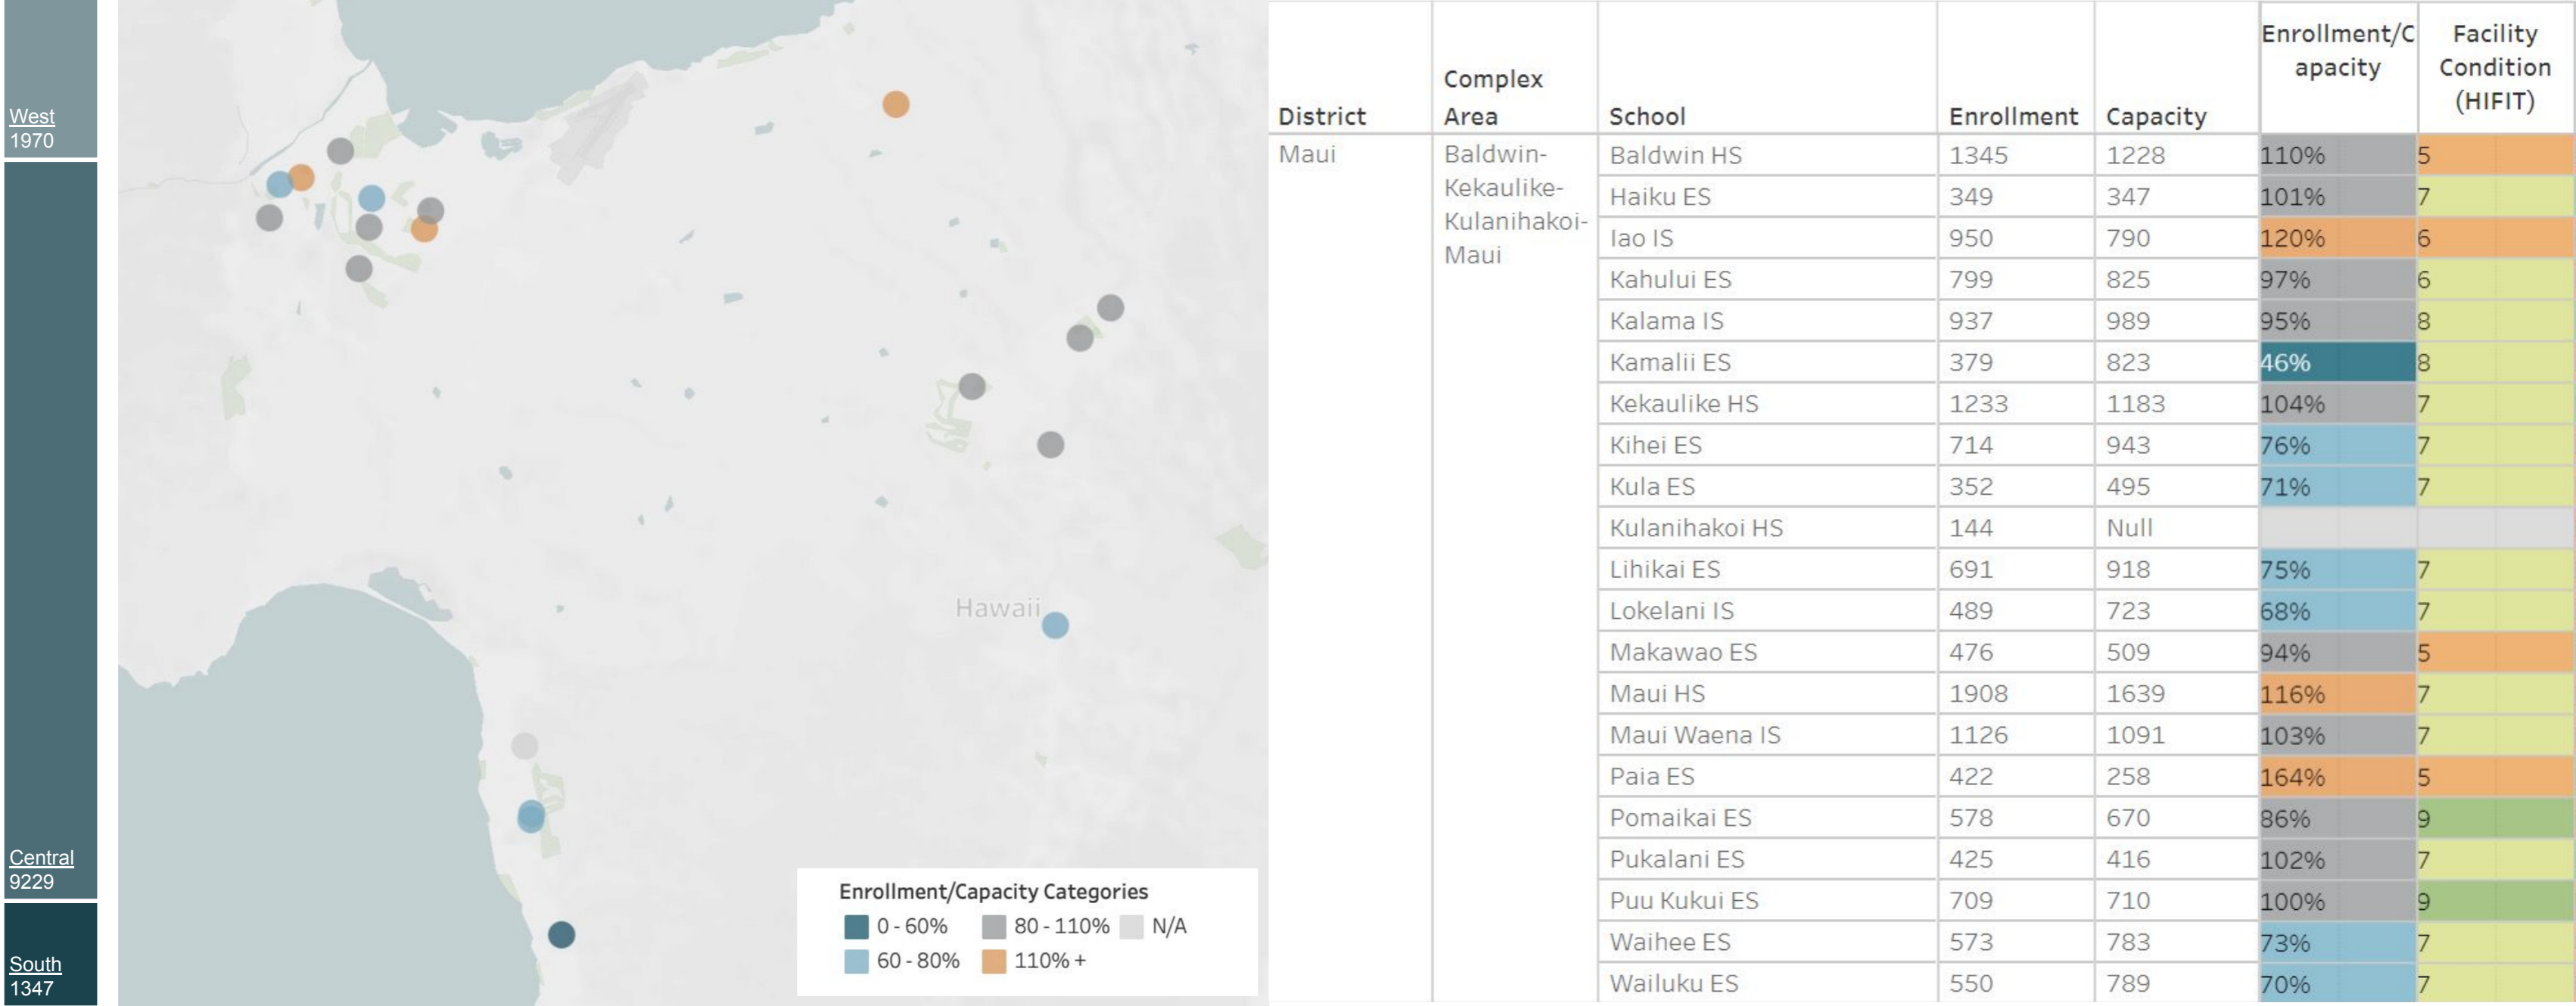 West
1970
Central
9229
South
1347
Hawaii
Enrollment/Capacity Categories
0 - 60%
80 - 110%
N/A
60 - 80%
110% +
District
Complex
Area
School
Enrollment
Capacity
Enrollment/C
apacity
Facility
Condition
(HIFIT)
Maui
Baldwin-
Kekaulike-
Kulanihakoi-
Maui
Baldwin HS 1345 1228 110% 5
Haiku ES 349 347 101% 7
Iao IS 950 790 120% 6
Kahului ES 799 825 97% 6
Kalama IS 937 989 95% 8
Kamalii ES 379 823 46% 8
Kekaulike HS 1233 1183 104% 7
Kihei ES 714 943 76% 7
Kula ES 352 495 71% 7
Kulanihakoi HS 144 Null
Lihikai ES 691 918 75% 7
Lokelani IS 489 723 68% 7
Makawao ES 476 509 94% 5
Maui HS 1908 1639 116% 7
Maui Waena IS 1126 1091 103% 7
Paia ES 422 258 164% 5
Pomaikai ES 578 670 86% 9
Pukalani ES 425 416 102% 7
Puu Kukui ES 709 710 100% 9
Waihee ES 573 783 73% 7
Wailuku ES 550 789 70% 7